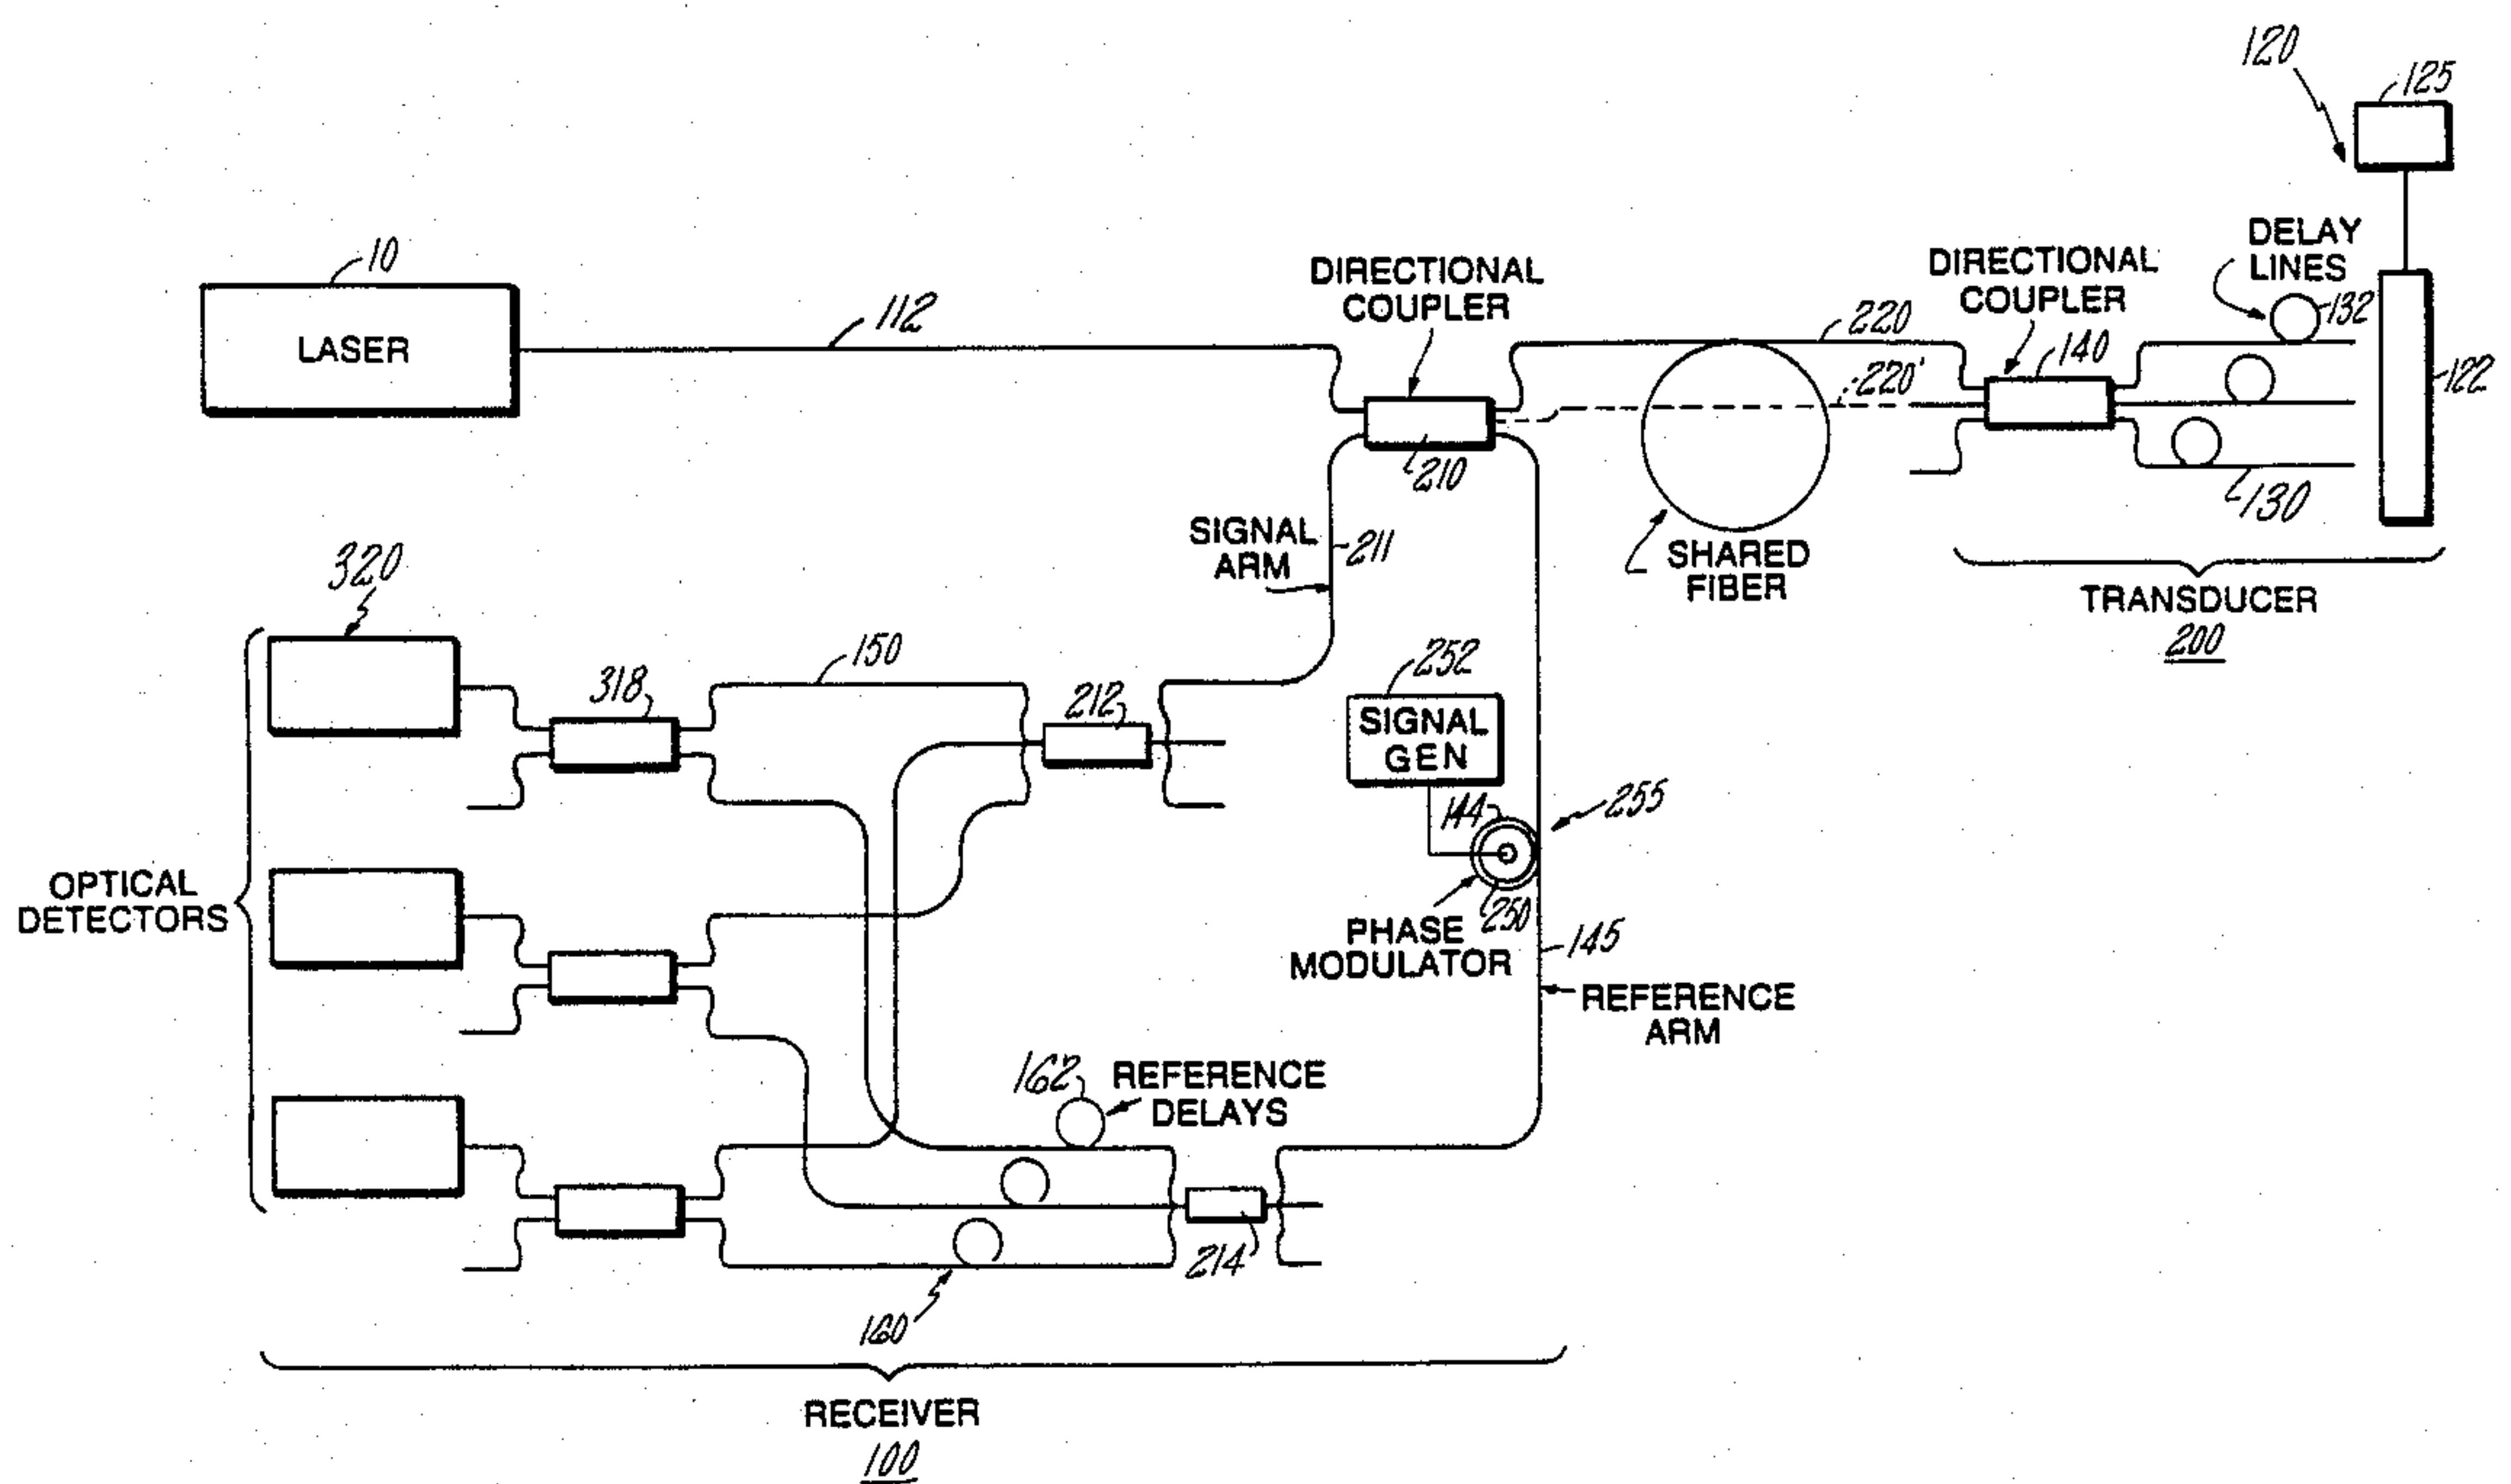 120
125
10
LASER
112
DIRECTIONAL
COUPLER
210
220
220'
DIRECTIONAL
COUPLER
140
DELAY
LINES
132
122
130
SIGNAL
ARM
211
SHARED
FIBER
TRANSDUCER
200
320
318
150
212
252
SIGNAL
GEN
144
255
250
PHASE
MODULATOR
145
REFERENCE
ARM
OPTICAL
DETECTORS
162
REFERENCE
DELAYS
214
160
RECEIVER
100